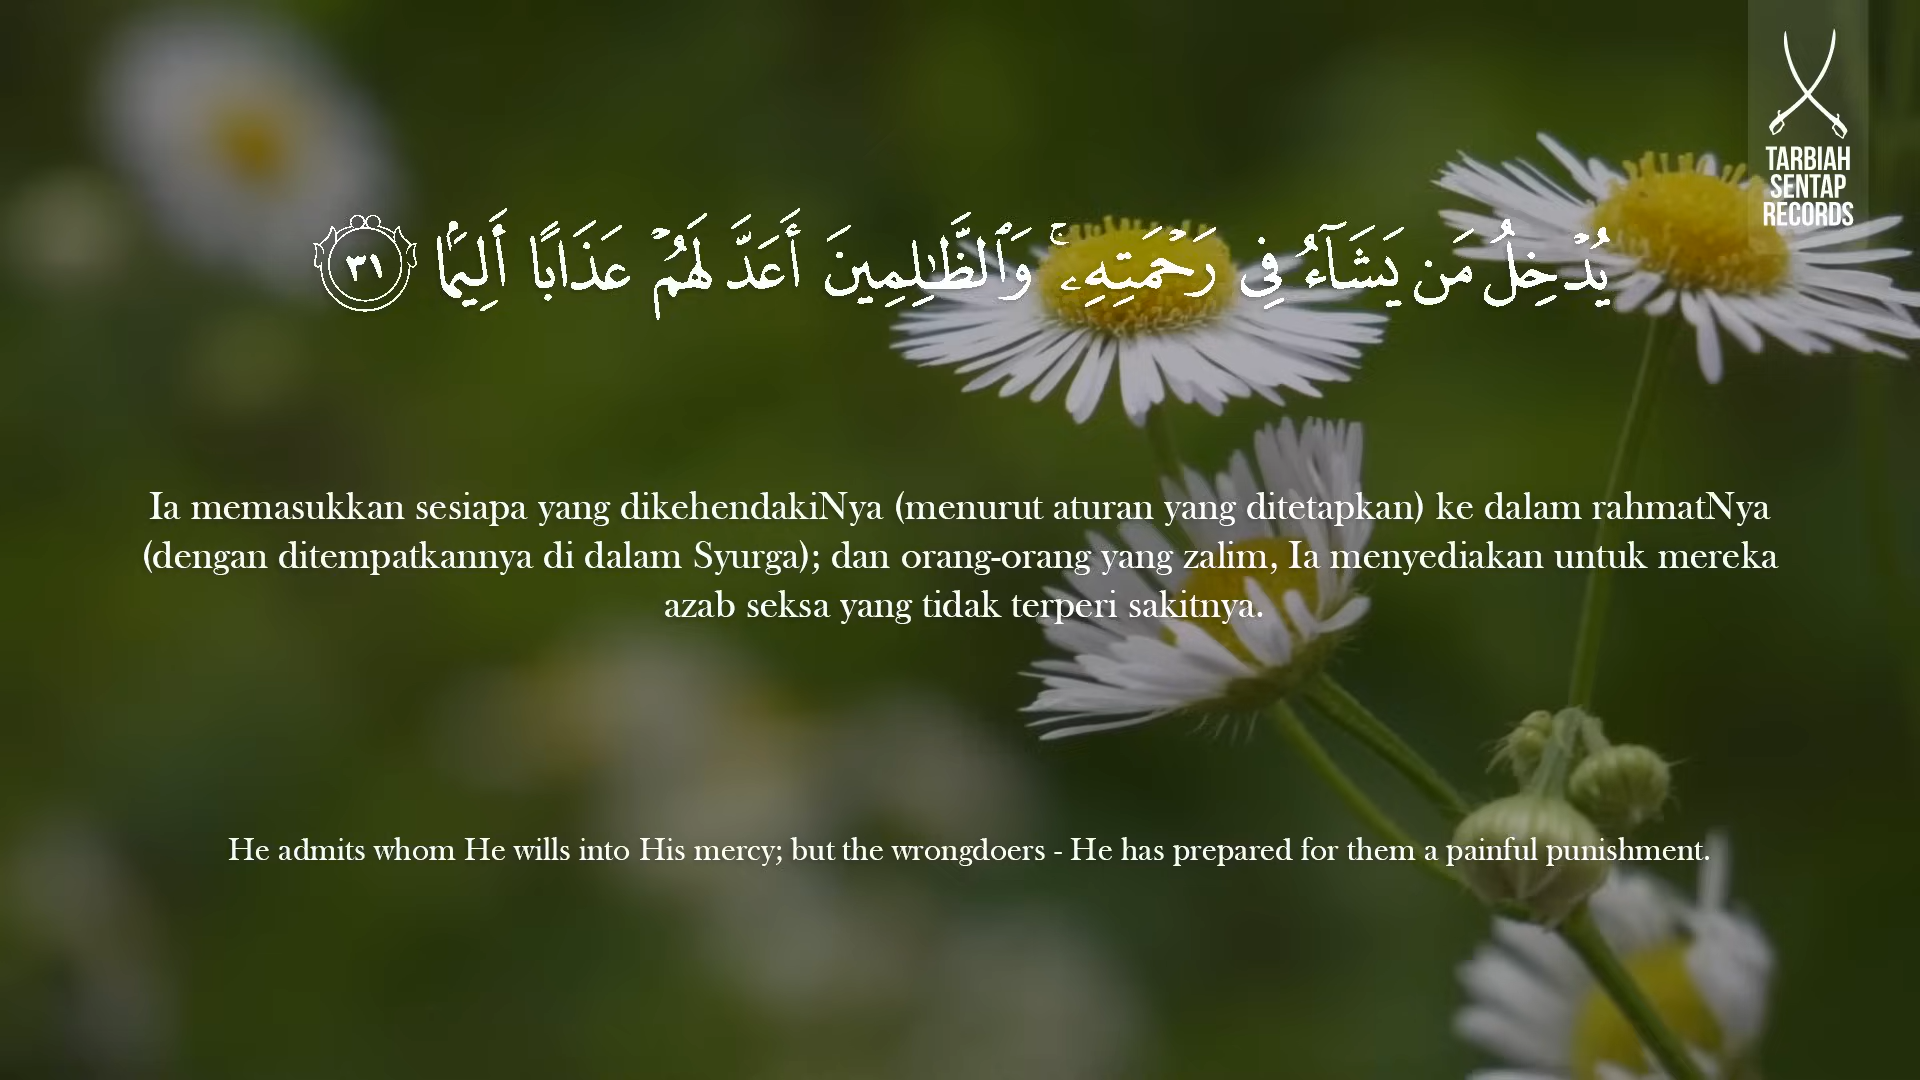 TARBIAH
SENTAP
RECORDS
يُدْخِلُ مَن يَشَآءُ فِى رَحْمَتِهِۦ ۚ وَٱلظَّـٰلِمِينَ أَعَدَّ لَهُمْ عَذَابًا أَلِيمًۢا ٣١
Ia memasukkan sesiapa yang dikehendakiNya (menurut aturan yang ditetapkan) ke dalam rahmatNya
(dengan ditempatkannya di dalam Syurga); dan orang-orang yang zalim, Ia menyediakan untuk mereka
azab seksa yang tidak terperi sakitnya.
He admits whom He wills into His mercy; but the wrongdoers - He has prepared for them a painful punishment.